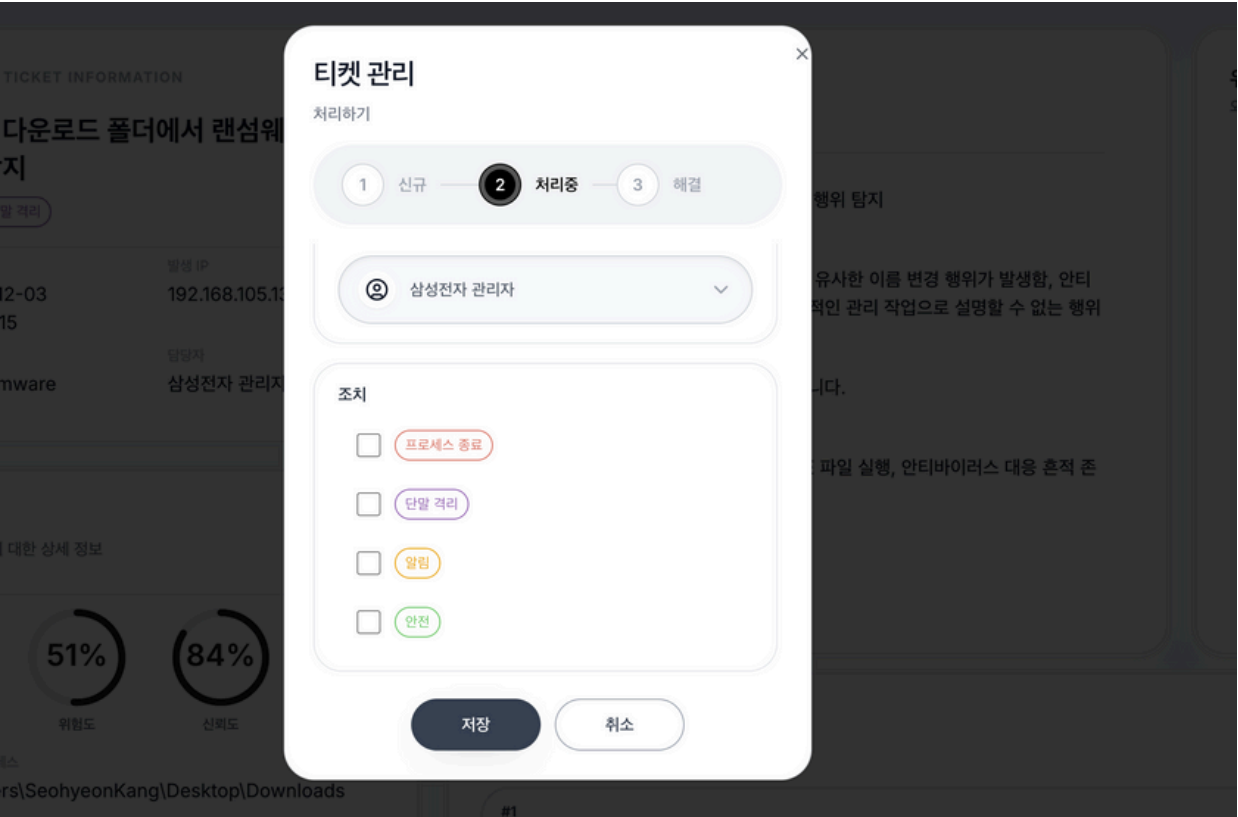 TICKET INFORMATION
티켓 관리
×
처리하기
다운로드 폴더에서 랜섬웨
지
1 신규 2 처리중 3 해결
말 격리
행위 탐지
발생 IP
12-03
192.168.105.13
15
삼성전자 관리자
유사한 이름 변경 행위가 발생함, 안티
적인 관리 작업으로 설명할 수 없는 행위
담당자
mware
삼성전자 관리자
조치
니다.
프로세스 종료
파일 실행, 안티바이러스 대응 흔적 존
단말 격리
대한 상세 정보
알림
안전
51%
84%
위험도
신뢰도
저장
취소
세스
ers\SeohyeonKang\Desktop\Downloads
#1